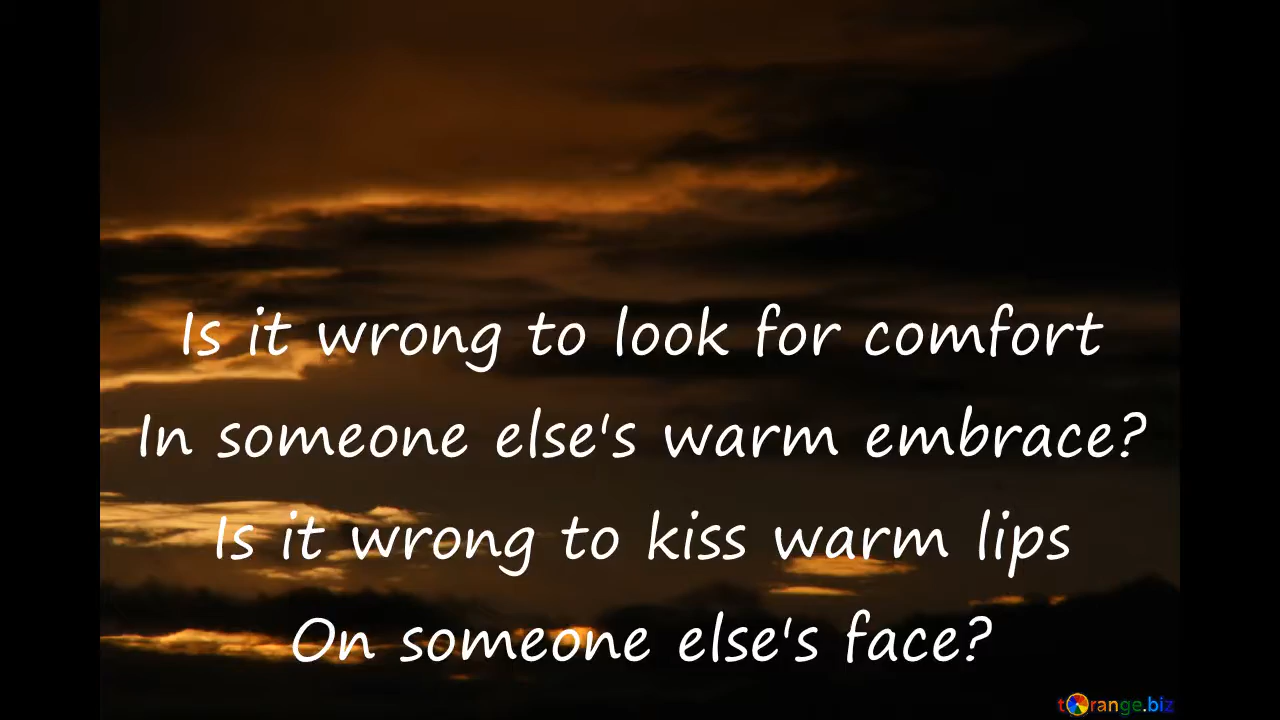 Is it wrong to look for comfort
In someone else's warm embrace?
Is it wrong to kiss warm lips
On someone else's face?
tOrange.biz